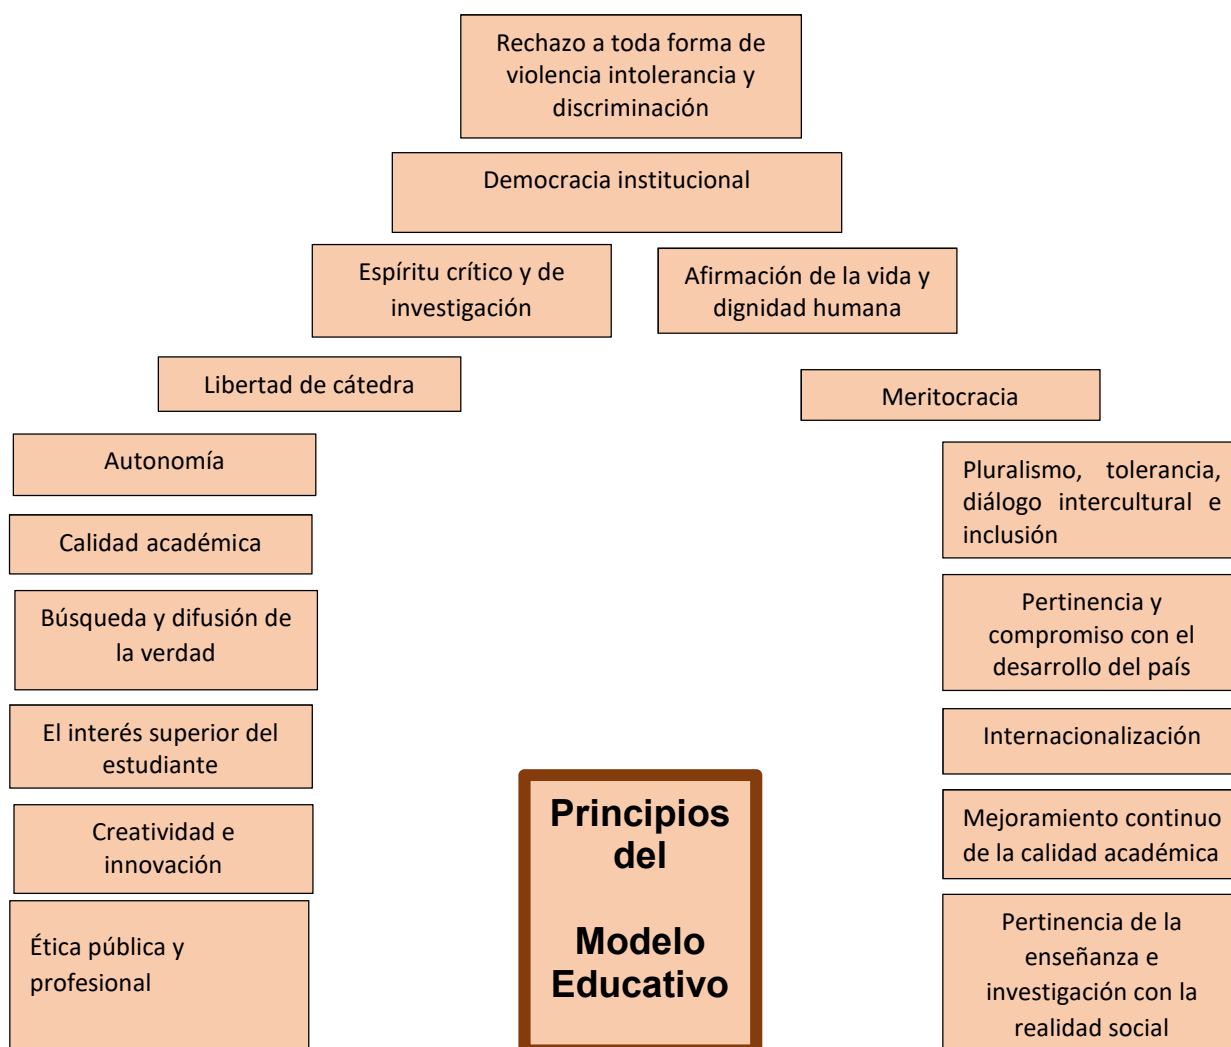 Rechazo a toda forma de
violencia intolerancia y
discriminación
Democracia institucional
Espíritu crítico y de
investigación
Afirmación de la vida y
dignidad humana
Libertad de cátedra
Meritocracia
Autonomía
Calidad académica
Búsqueda y difusión de
la verdad
El interés superior del
estudiante
Creatividad e
innovación
Ética pública y
profesional
Pluralismo, tolerancia,
diálogo intercultural e
inclusión
Pertinencia y
compromiso con el
desarrollo del país
Internacionalización
Mejoramiento continuo
de la calidad académica
Pertinencia de la
enseñanza e
investigación con la
realidad social
Principios
del
Modelo
Educativo